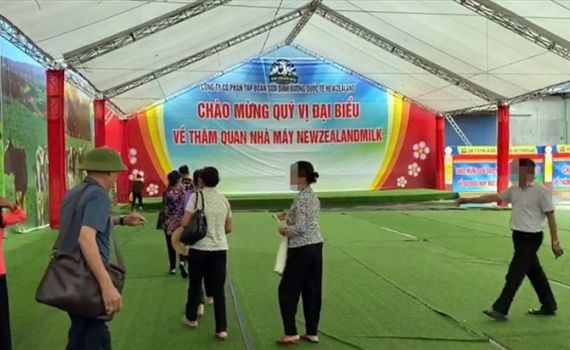 CÔNG TY CỔ PHẦN TẬP ĐOÀN SỮA DINH DƯỠNG QUỐC TẾ NEWZEALAND
CHÀO MỪNG QUÝ VỊ ĐẠI BIỂU
VỀ THĂM QUAN NHÀ MÁY NEWZEALANDMILK